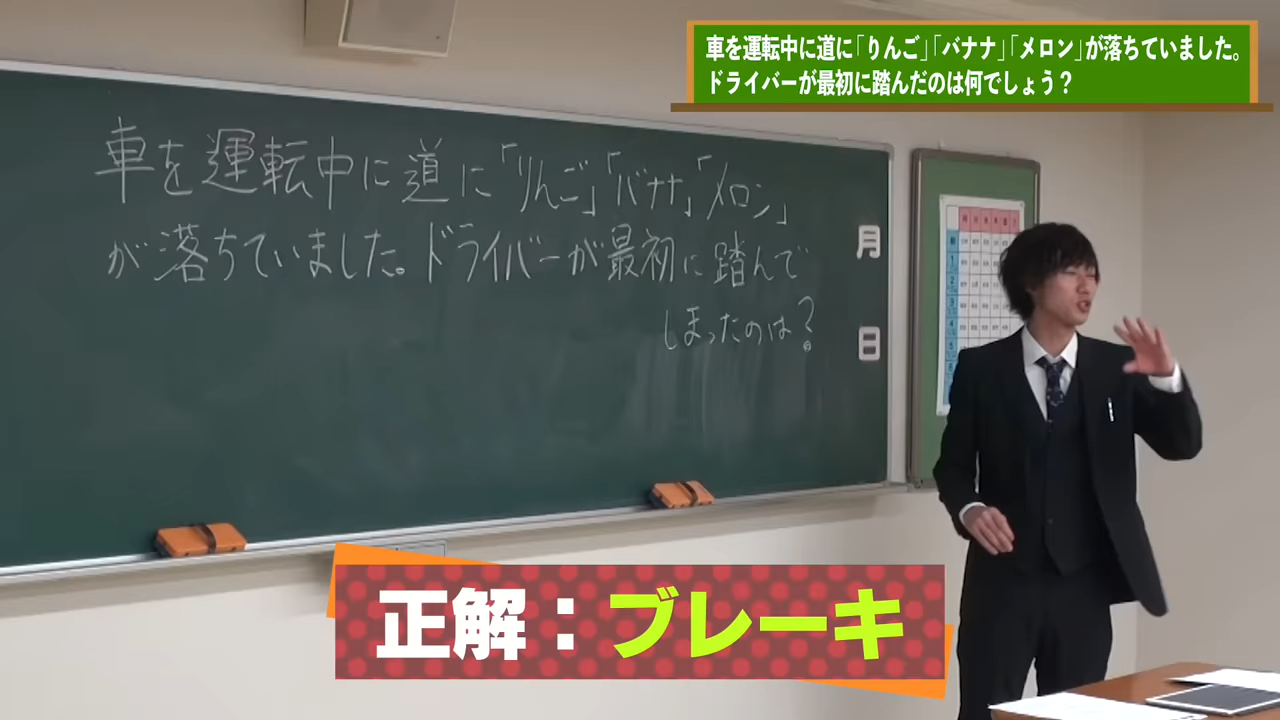 車を運転中に道に「りんご」「バナナ」「メロン」が落ちていました。
ドライバーが最初に踏んだのは何でしょう？
車を運転中に道に「りんご」「バナナ」「メロン」
が落ちていました。ドライバーが最初に踏んで
しまったのは？
月
日
正解：ブレーキ